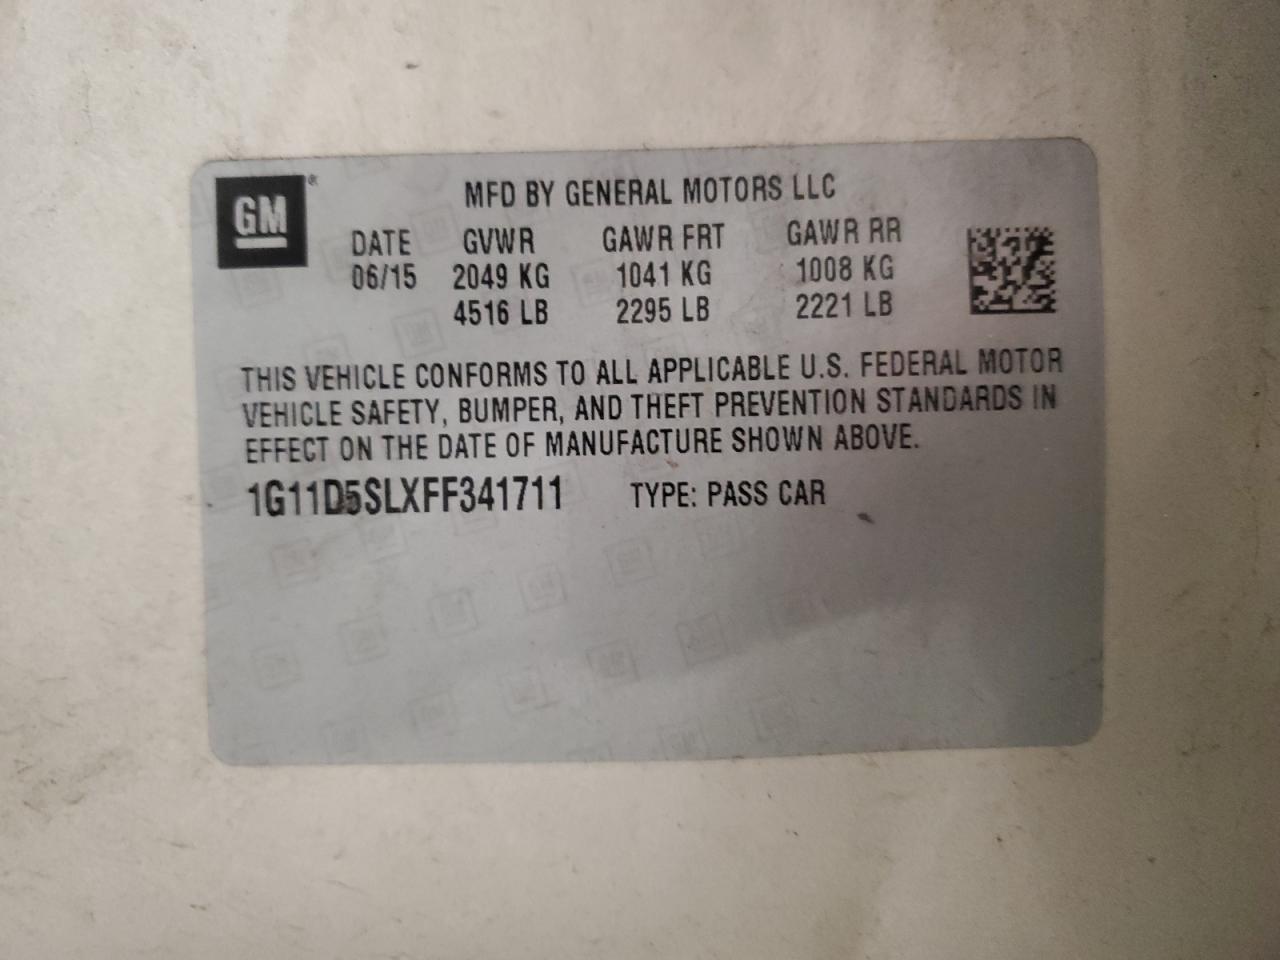 GM®
MFD BY GENERAL MOTORS LLC
DATE GVWR GAWR FRT GAWR RR
06/15 2049 KG 1041 KG 1008 KG
4516 LB 2295 LB 2221 LB
THIS VEHICLE CONFORMS TO ALL APPLICABLE U.S. FEDERAL MOTOR
VEHICLE SAFETY, BUMPER, AND THEFT PREVENTION STANDARDS IN
EFFECT ON THE DATE OF MANUFACTURE SHOWN ABOVE.
1G11D5SLXFF341711 TYPE: PASS CAR